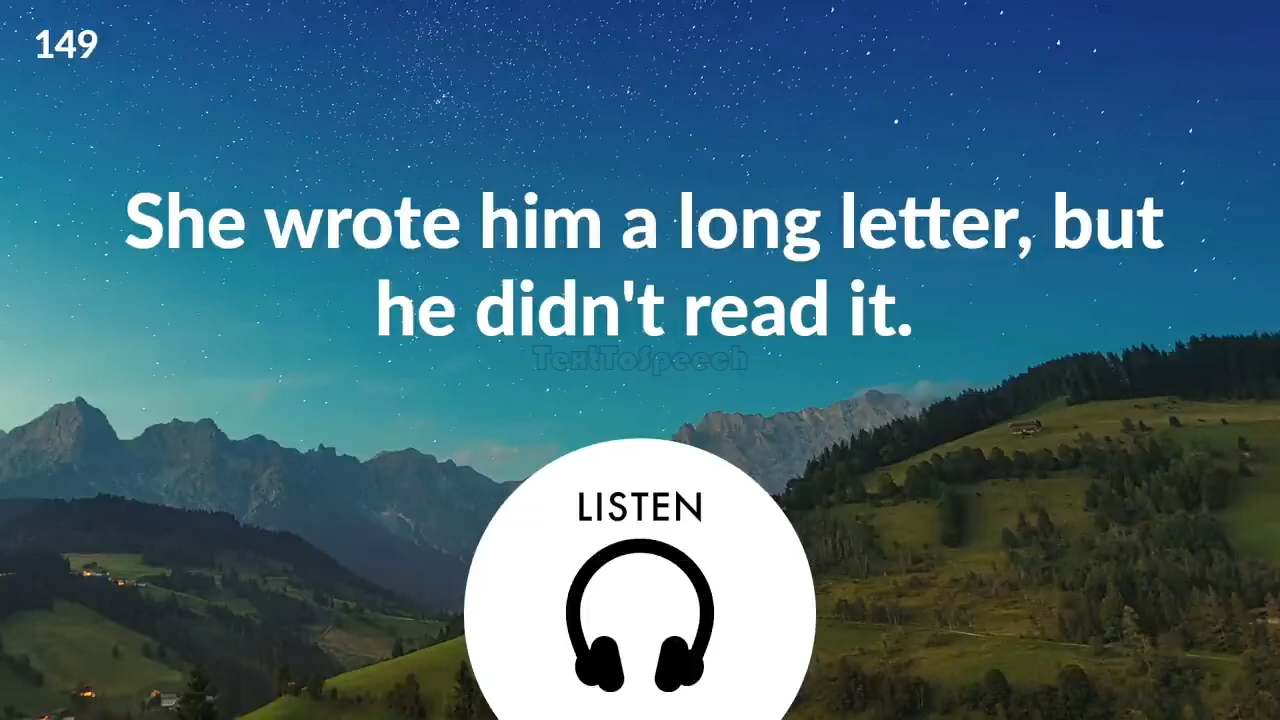 149
She wrote him a long letter, but
he didn't read it.
TextToSpeech
LISTEN